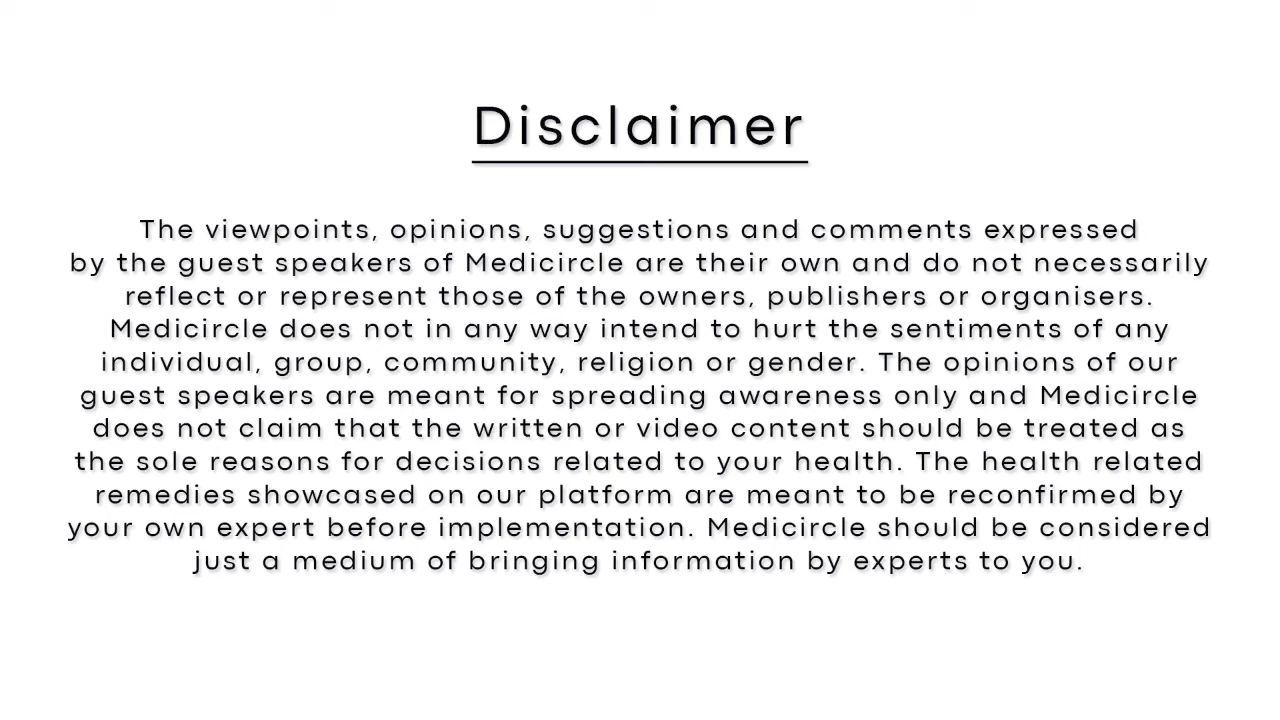 Disclaimer
The viewpoints, opinions, suggestions and comments expressed
by the guest speakers of Medicircle are their own and do not necessarily
reflect or represent those of the owners, publishers or organisers.
Medicircle does not in any way intend to hurt the sentiments of any
individual, group, community, religion or gender. The opinions of our
guest speakers are meant for spreading awareness only and Medicircle
does not claim that the written or video content should be treated as
the sole reasons for decisions related to your health. The health related
remedies showcased on our platform are meant to be reconfirmed by
your own expert before implementation. Medicircle should be considered
just a medium of bringing information by experts to you.